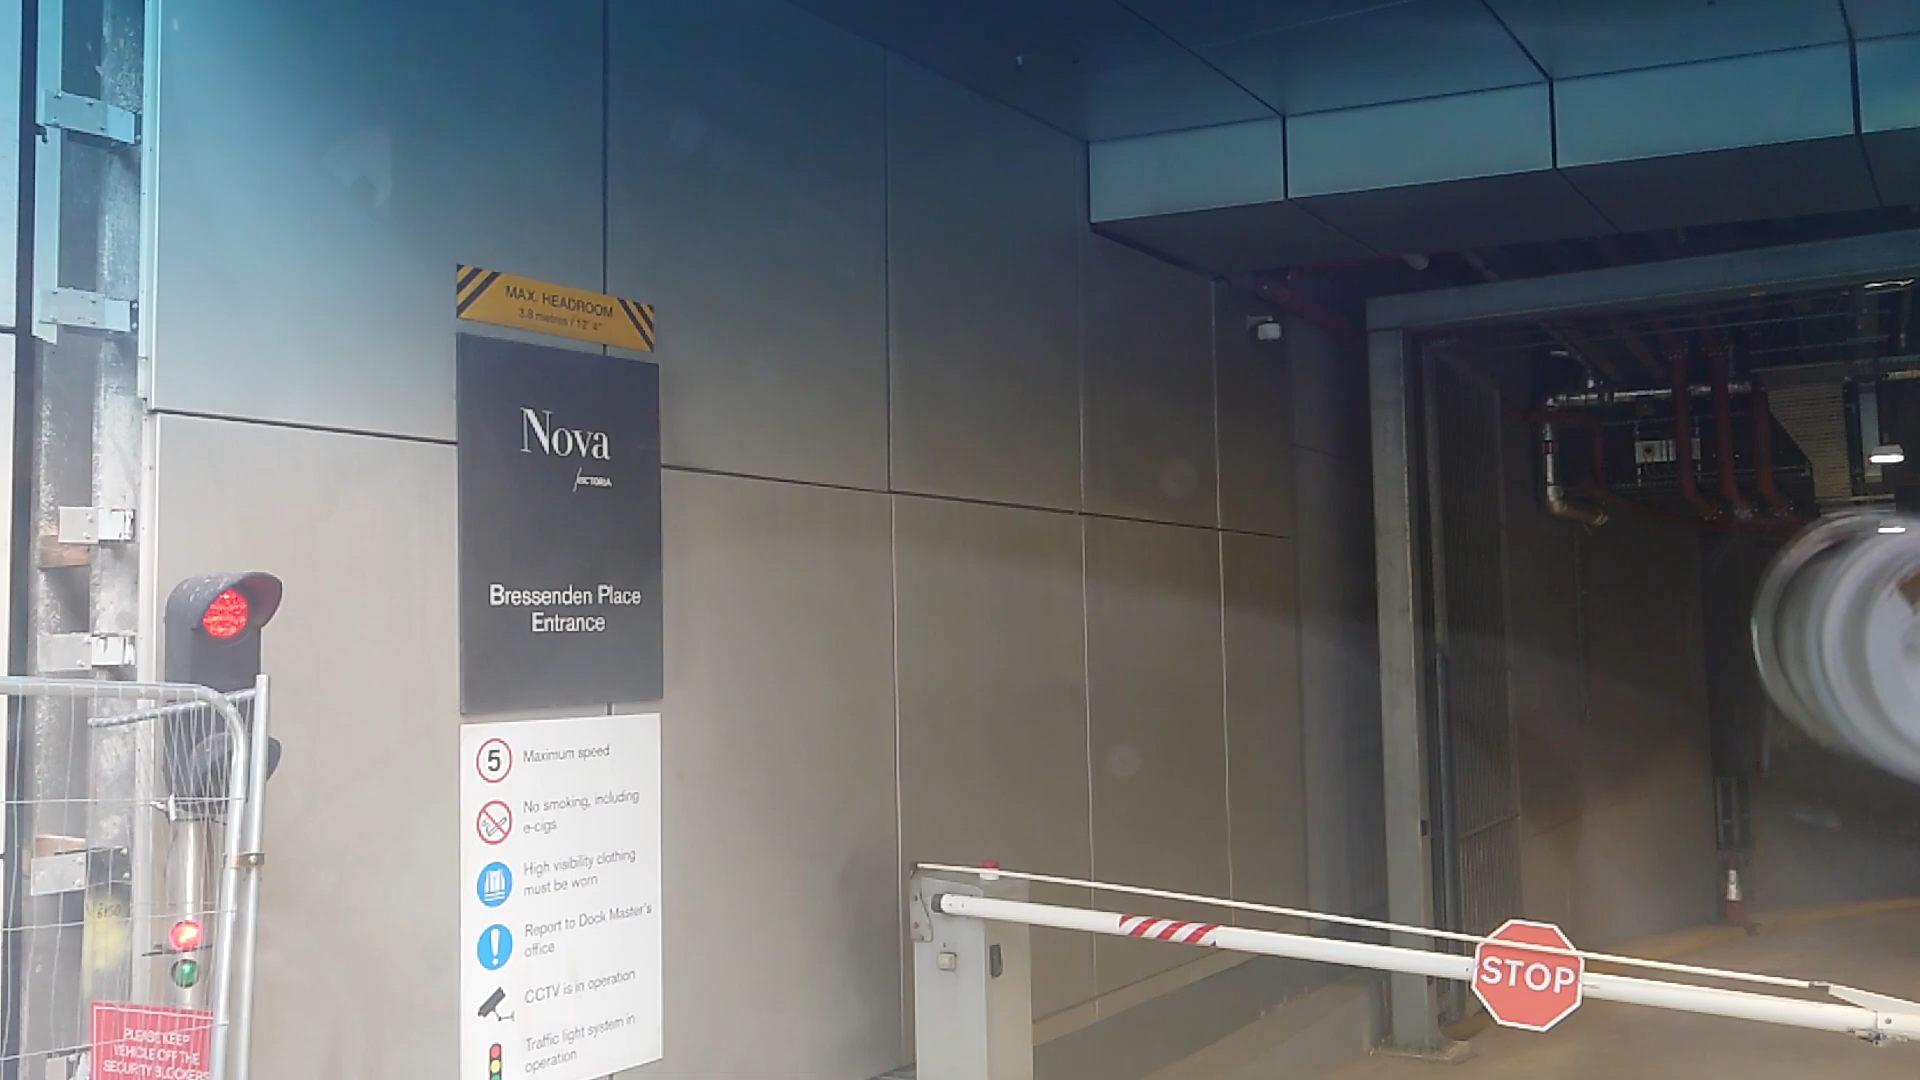 MAX. HEADROOM
3.8 metres / 12' 4"
Nova
VICTORIA
Bressenden Place
Entrance
5 Maximum speed
No smoking, including
e-cigs
High visibility clothing
must be worn
! Report to Dock Master's
office
CCTV is in operation
Traffic light system in
operation
STOP
PLEASE KEEP
VEHICLE OFF THE
SECURITY BLOCKERS